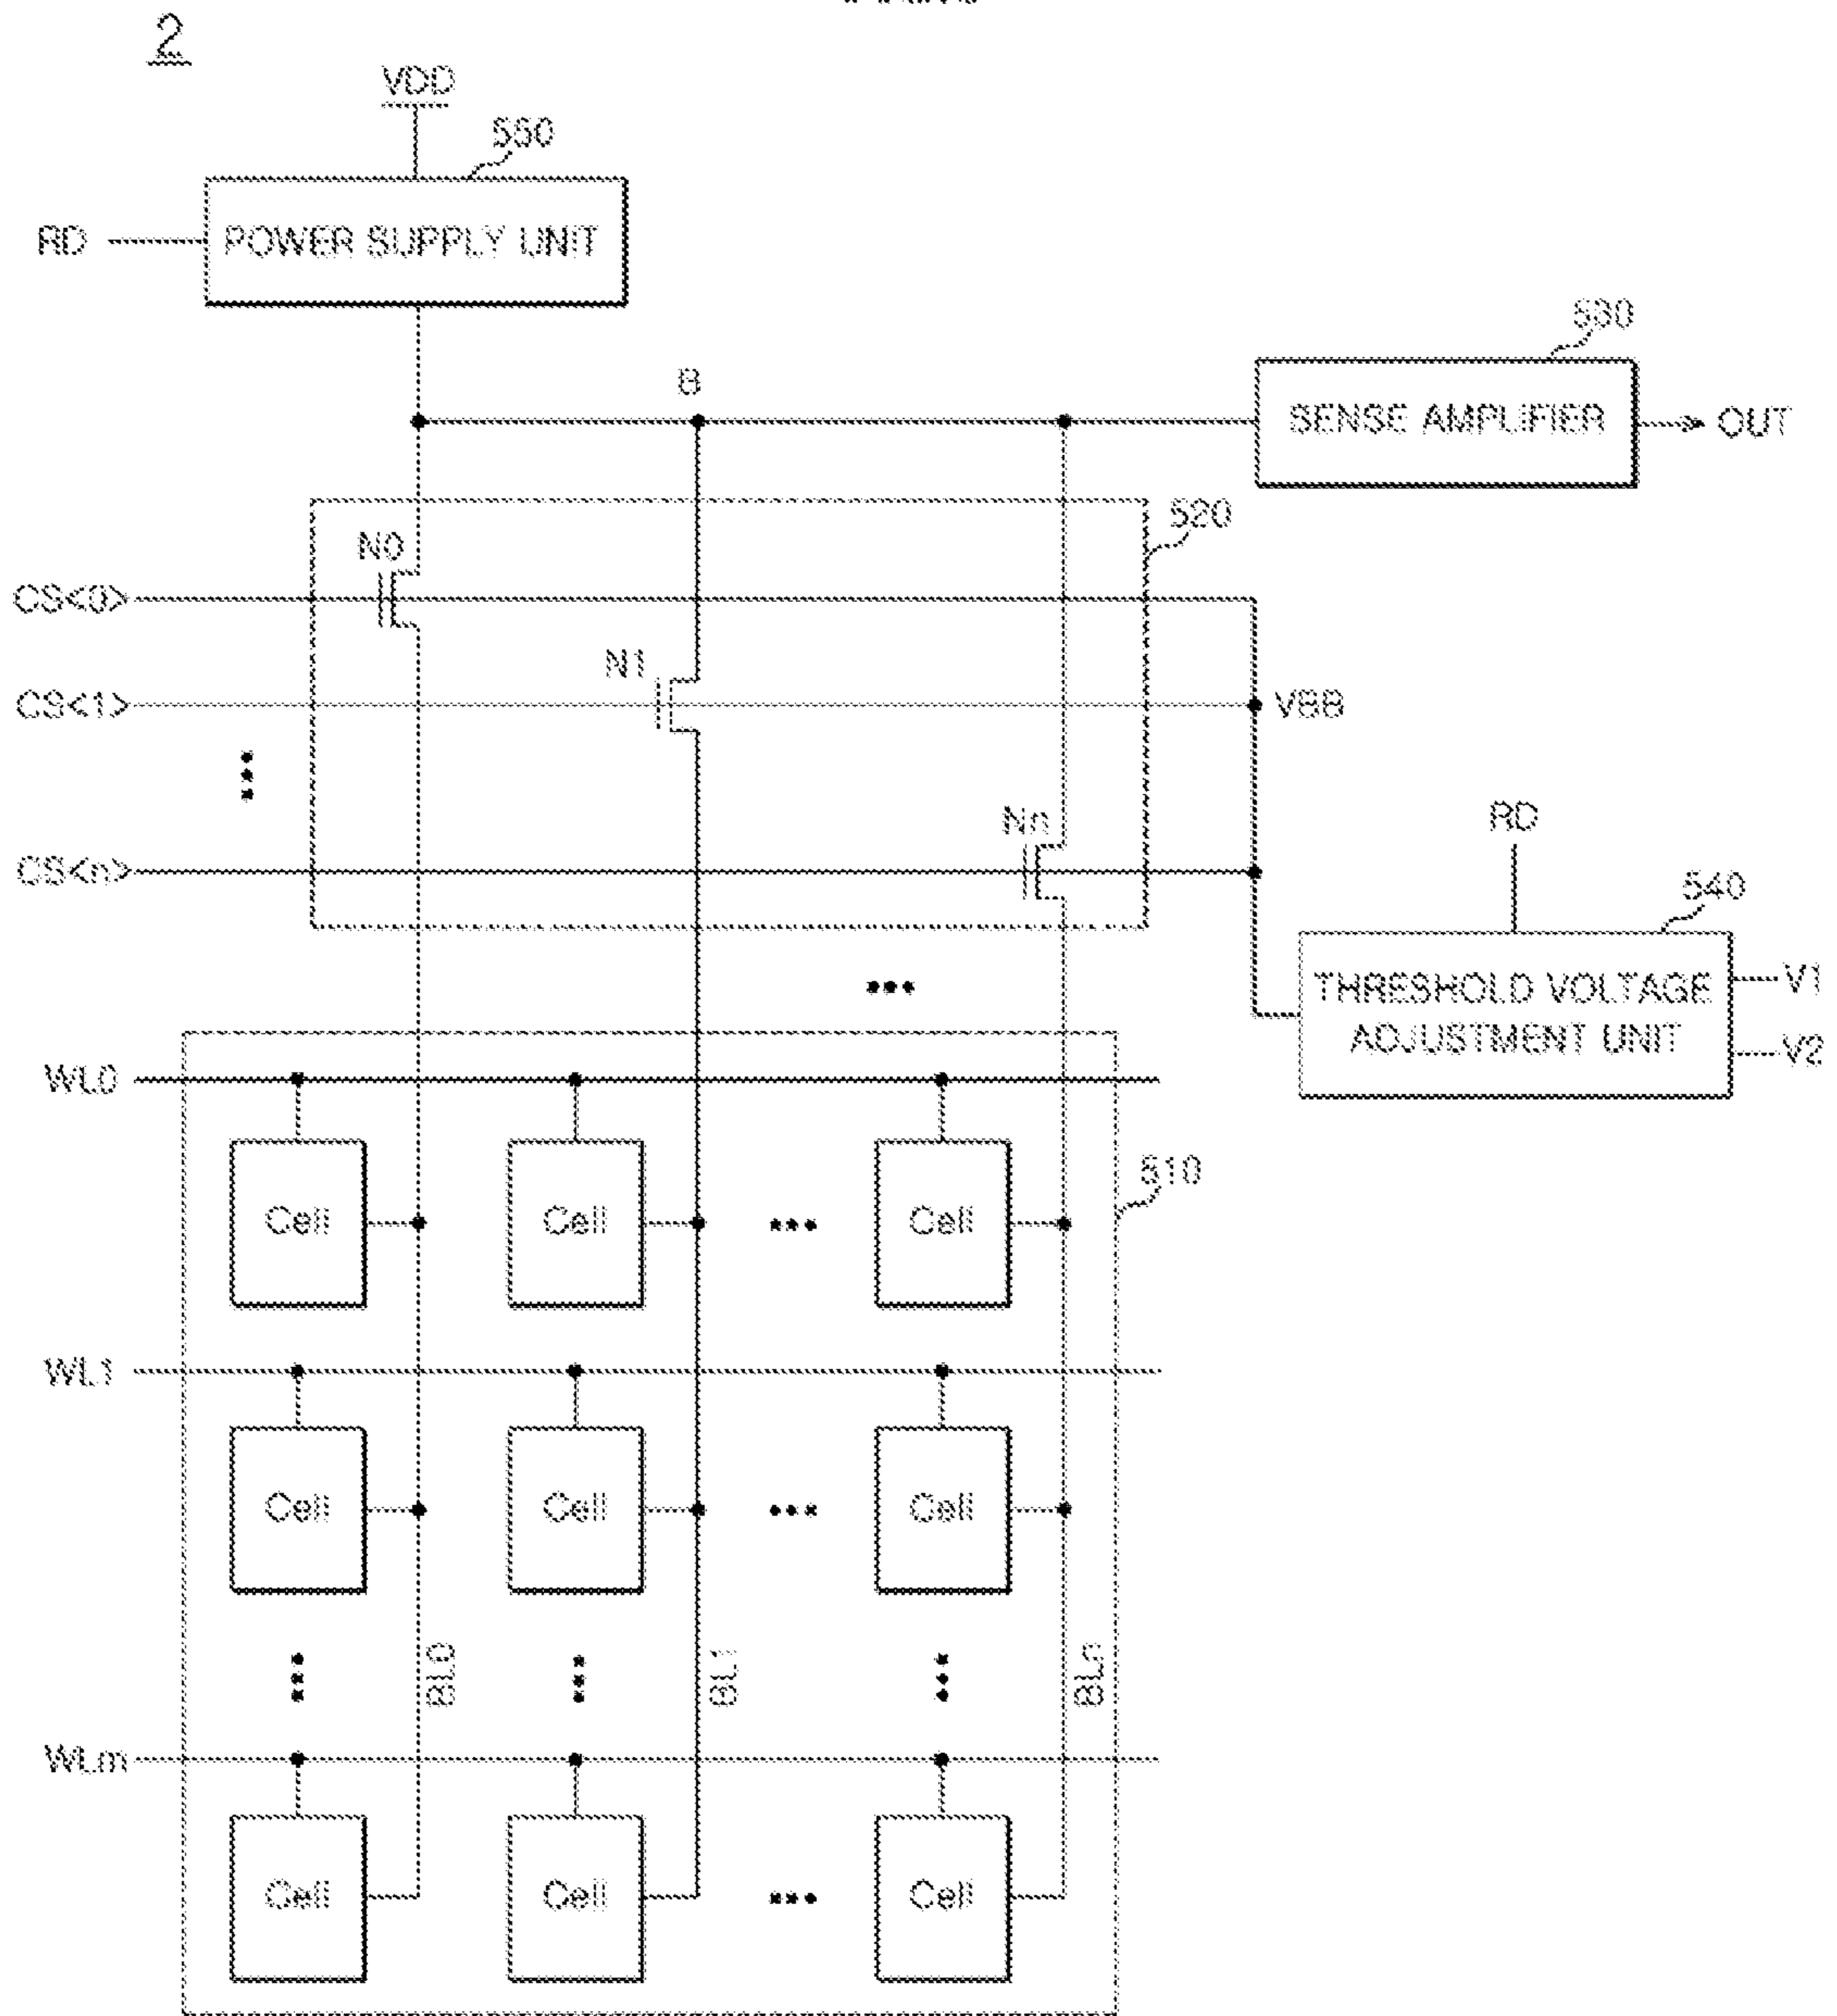 2
VDD
550
RD
POWER SUPPLY UNIT
530
B
SENSE AMPLIFIER
OUT
520
N0
CS<0>
N1
CS<1>
VBB
Nn
RD
CS<n>
540
THRESHOLD VOLTAGE
ADJUSTMENT UNIT
V1
V2
WL0
510
Cell
Cell
Cell
WL1
Cell
Cell
Cell
BL0
BL1
BLn
WLm
Cell
Cell
Cell